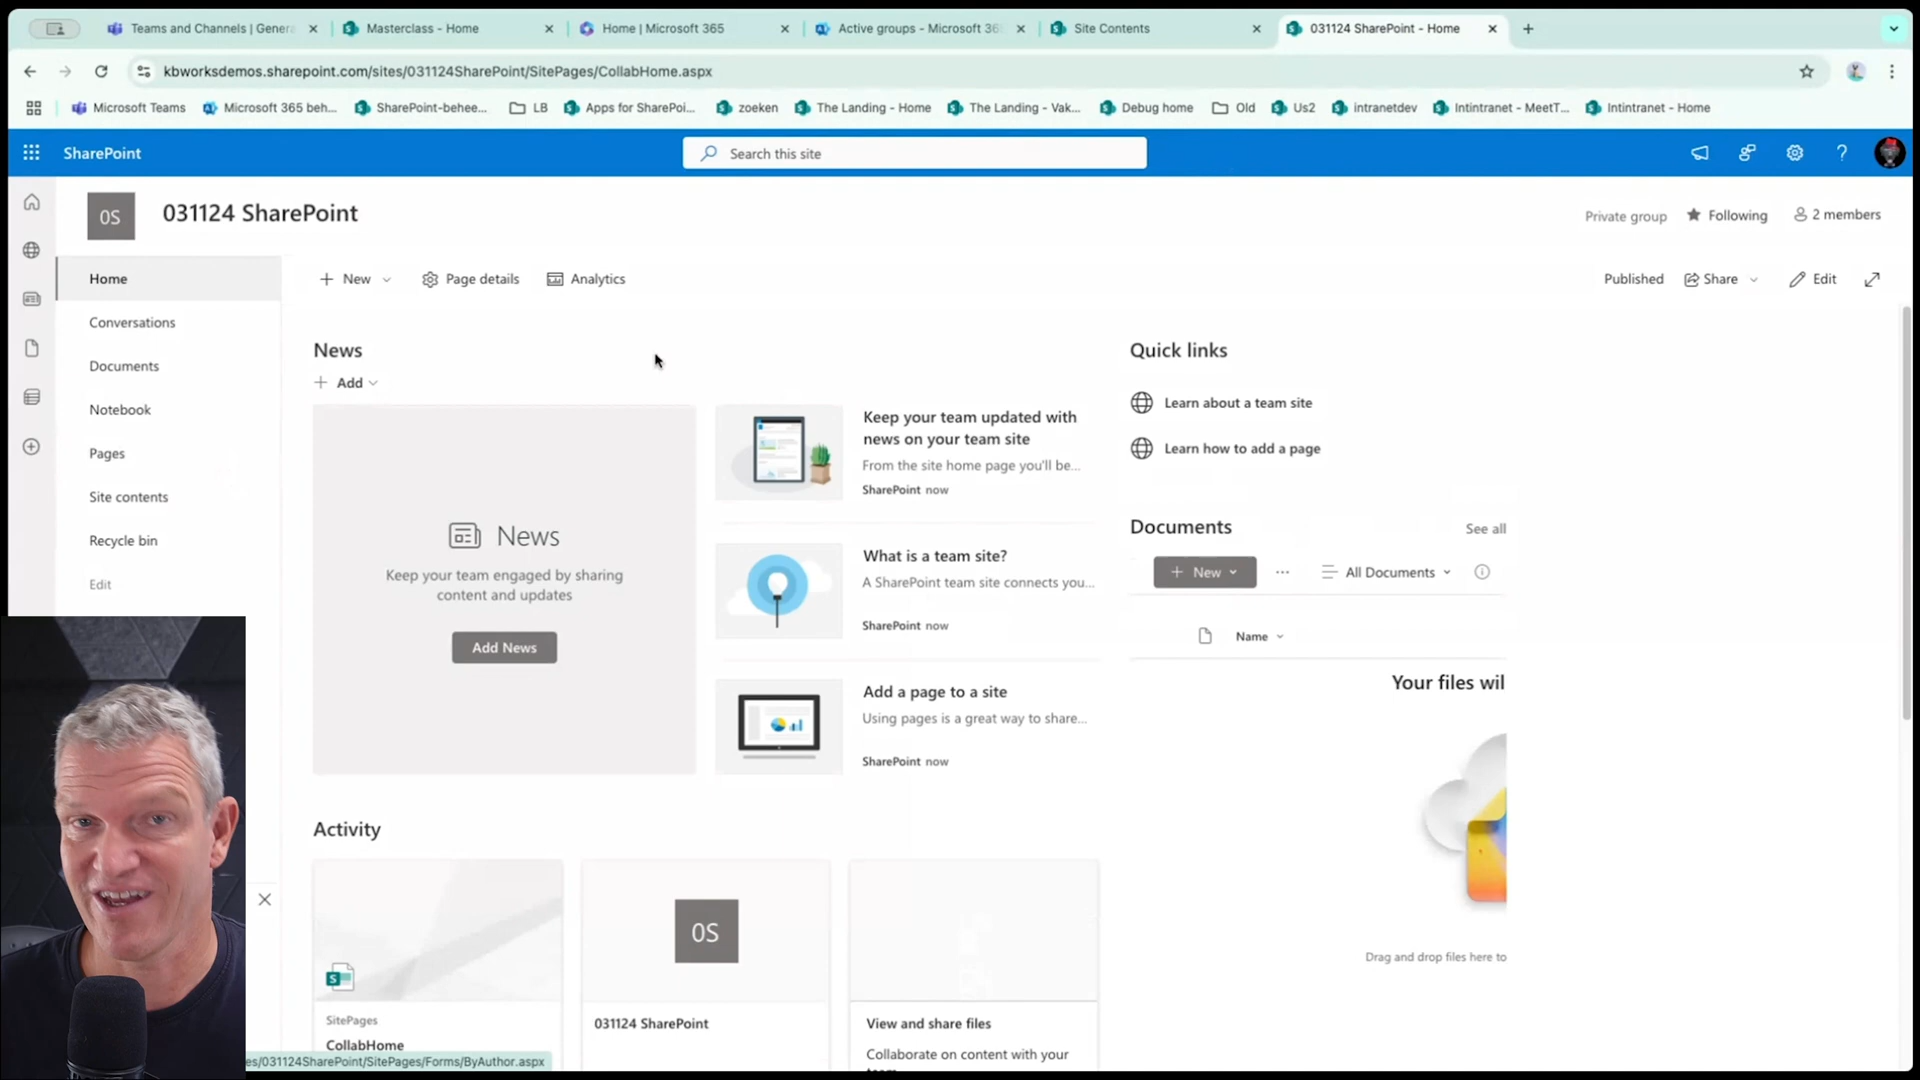 Teams and Channels | Genera
Masterclass - Home
Home | Microsoft 365
Active groups - Microsoft 36
Site Contents
031124 SharePoint - Home
kbworksdemos.sharepoint.com/sites/031124SharePoint/SitePages/CollabHome.aspx
Microsoft Teams
Microsoft 365 beh...
SharePoint-behee...
LB
Apps for SharePoi...
zoeken
The Landing - Home
The Landing - Vak...
Debug home
Old
Us2
intranetdev
Intintranet - MeetT...
Intintranet - Home
SharePoint
Search this site
0S
031124 SharePoint
Private group
Following
2 members
Home
Conversations
Documents
Notebook
Pages
Site contents
Recycle bin
Edit
New
Page details
Analytics
Published
Share
Edit
News
Add
News
Keep your team engaged by sharing
content and updates
Add News
Keep your team updated with
news on your team site
From the site home page you'll be...
SharePoint now
What is a team site?
A SharePoint team site connects you...
SharePoint now
Add a page to a site
Using pages is a great way to share...
SharePoint now
Quick links
Learn about a team site
Learn how to add a page
Documents
See all
New
All Documents
Name
Your files wil
Drag and drop files here to
Activity
SitePages
CollabHome
0S
031124 SharePoint
View and share files
Collaborate on content with your
es/031124SharePoint/SitePages/Forms/ByAuthor.aspx